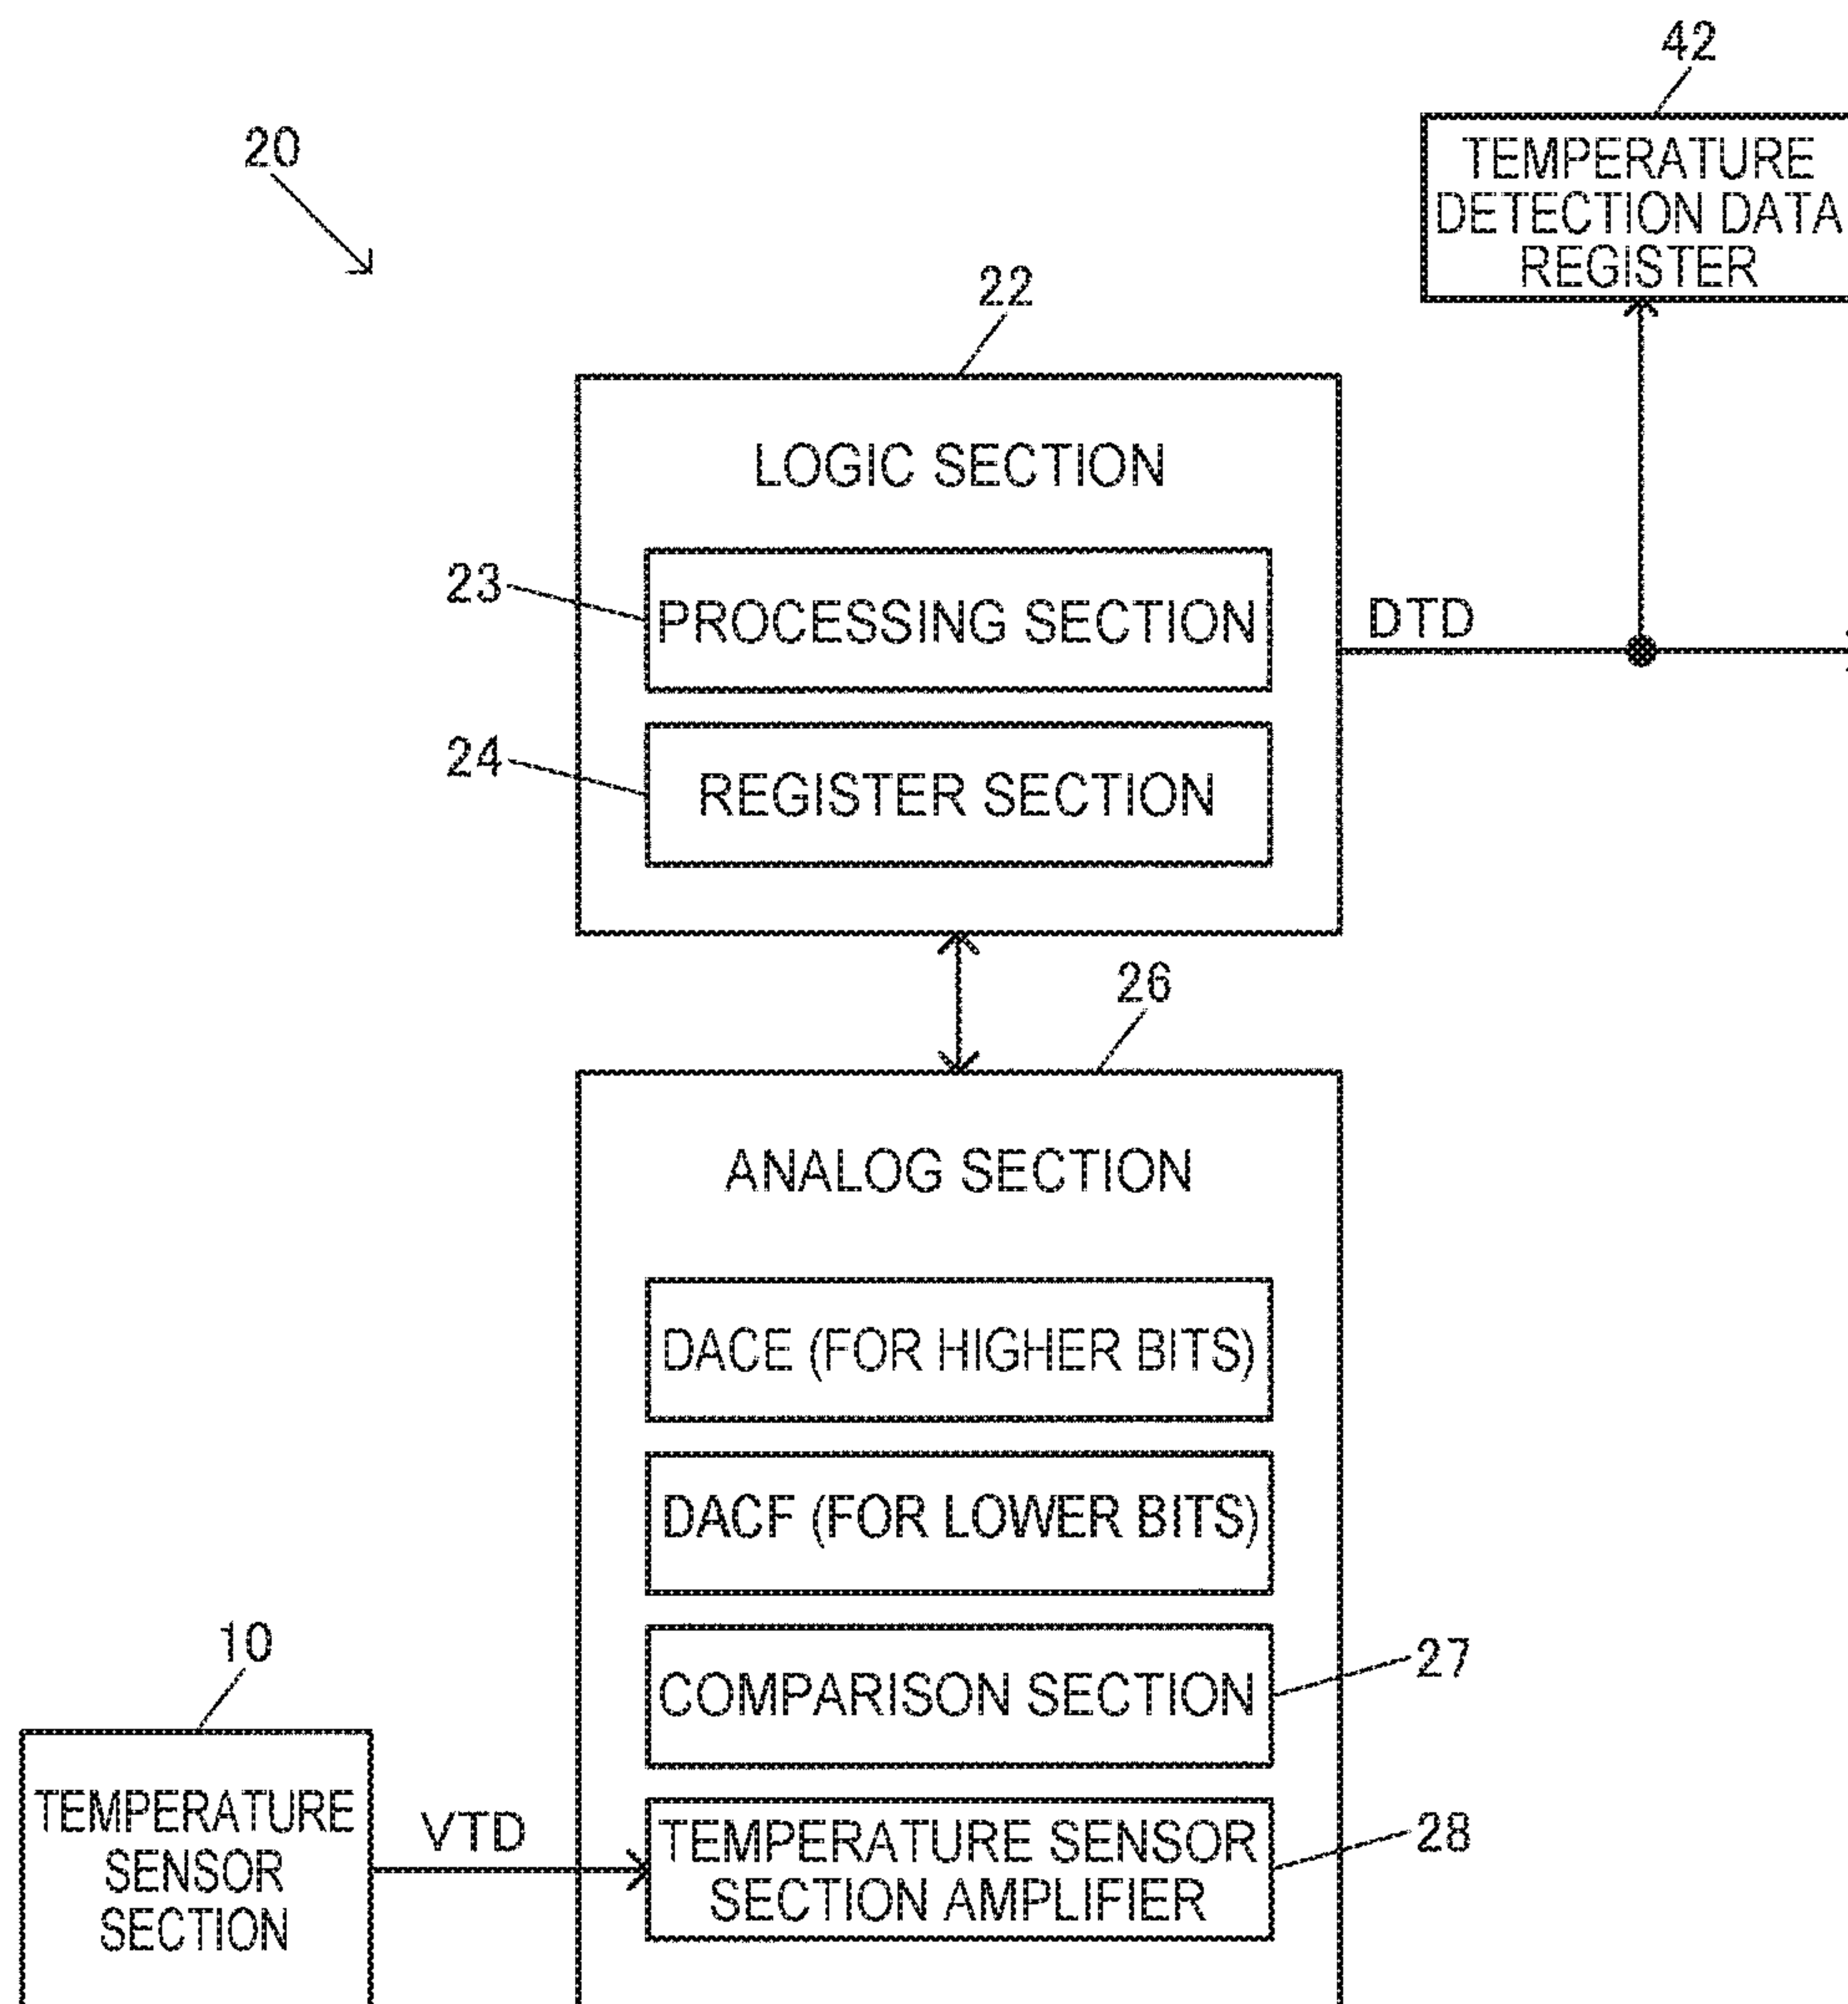 42
20
TEMPERATURE
DETECTION DATA
REGISTER
22
LOGIC SECTION
23
PROCESSING SECTION
DTD
24
REGISTER SECTION
26
ANALOG SECTION
DACE (FOR HIGHER BITS)
DACF (FOR LOWER BITS)
10
COMPARISON SECTION
27
TEMPERATURE
SENSOR
SECTION
VTD
TEMPERATURE SENSOR
SECTION AMPLIFIER
28